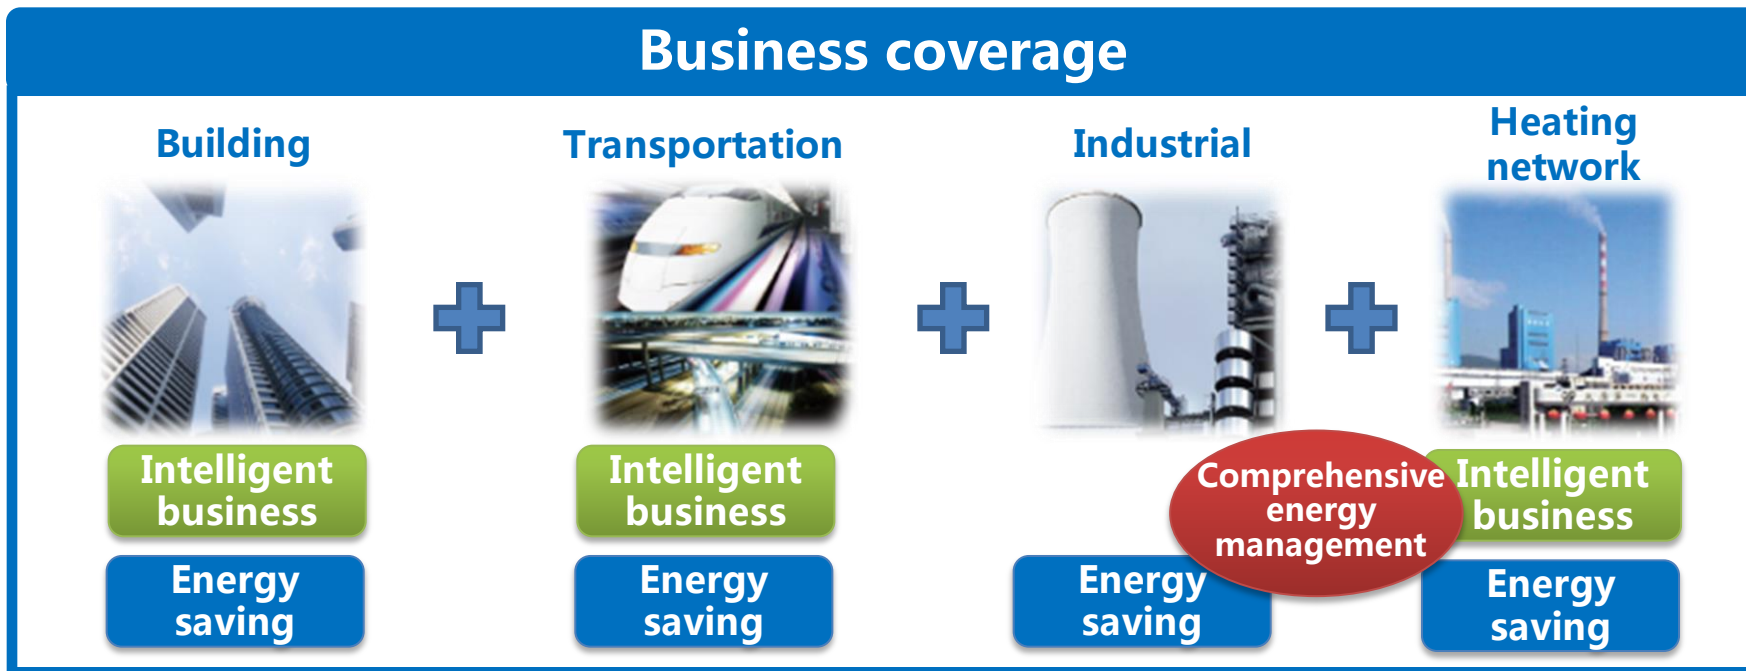 Business coverage
Building
Transportation
Industrial
Heating
network
Intelligent
business
Intelligent
business
Comprehensive
energy
management
Intelligent
business
Energy
saving
Energy
saving
Energy
saving
Energy
saving